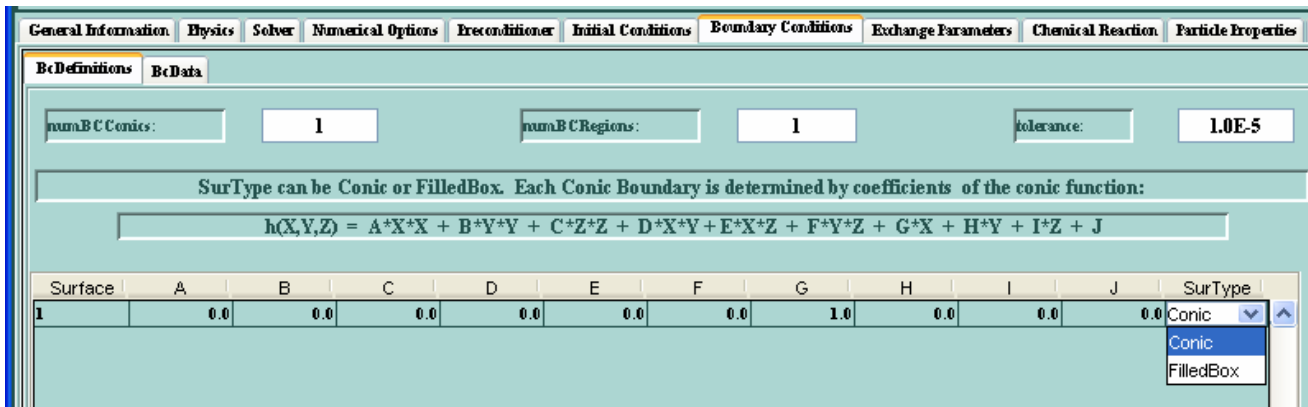 General Information Physics Solver Numerical Options Preconditioner Initial Conditions Boundary Conditions Exchange Parameters Chemical Reaction Particle Properties
BcDefinitions BcData
numBCConics: 1 numBCRegions: 1 tolerance: 1.0E-5
SurType can be Conic or FilledBox. Each Conic Boundary is determined by coefficients of the conic function:
h(X,Y,Z) = A*X*X + B*Y*Y + C*Z*Z + D*X*Y+E*X*Z + F*Y*Z + G*X + H*Y + I*Z + J
Surface A B C D E F G H I J SurType
1 0.0 0.0 0.0 0.0 0.0 0.0 1.0 0.0 0.0 0.0 Conic
Conic
FilledBox